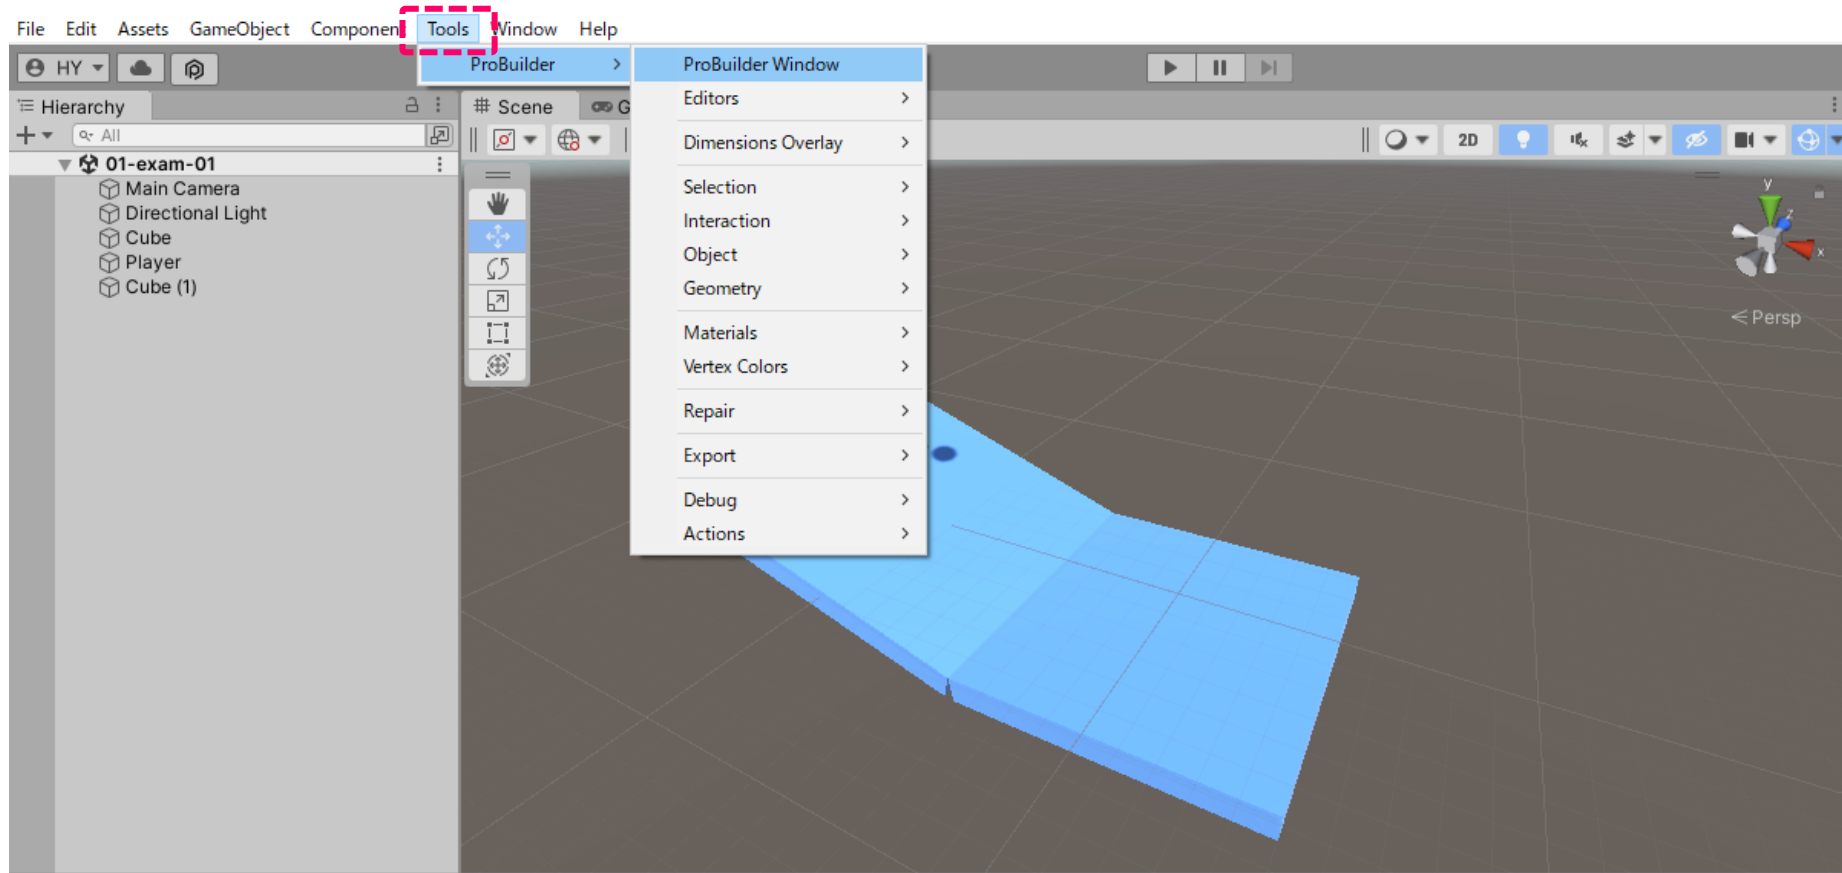 File Edit Assets GameObject Componen Tools Window Help
HY
ProBuilder
ProBuilder Window
Editors
Dimensions Overlay
Selection
Interaction
Object
Geometry
Materials
Vertex Colors
Repair
Export
Debug
Actions
Hierarchy
All
01-exam-01
Main Camera
Directional Light
Cube
Player
Cube (1)
# Scene
G
2D
y
z
x
Persp